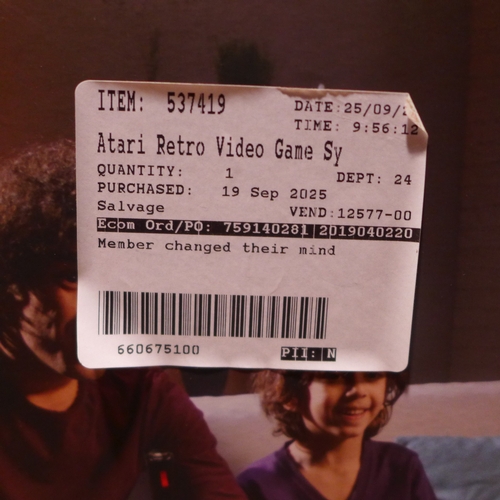 ITEM: 537419
DATE:25/09/
TIME: 9:56:12
Atari Retro Video Game Sy
QUANTITY: 1
DEPT: 24
PURCHASED: 19 Sep 2025
Salvage VEND:12577-00
Ecom Ord/PO: 759140281|2019040220
Member changed their mind
660675100 PII: N